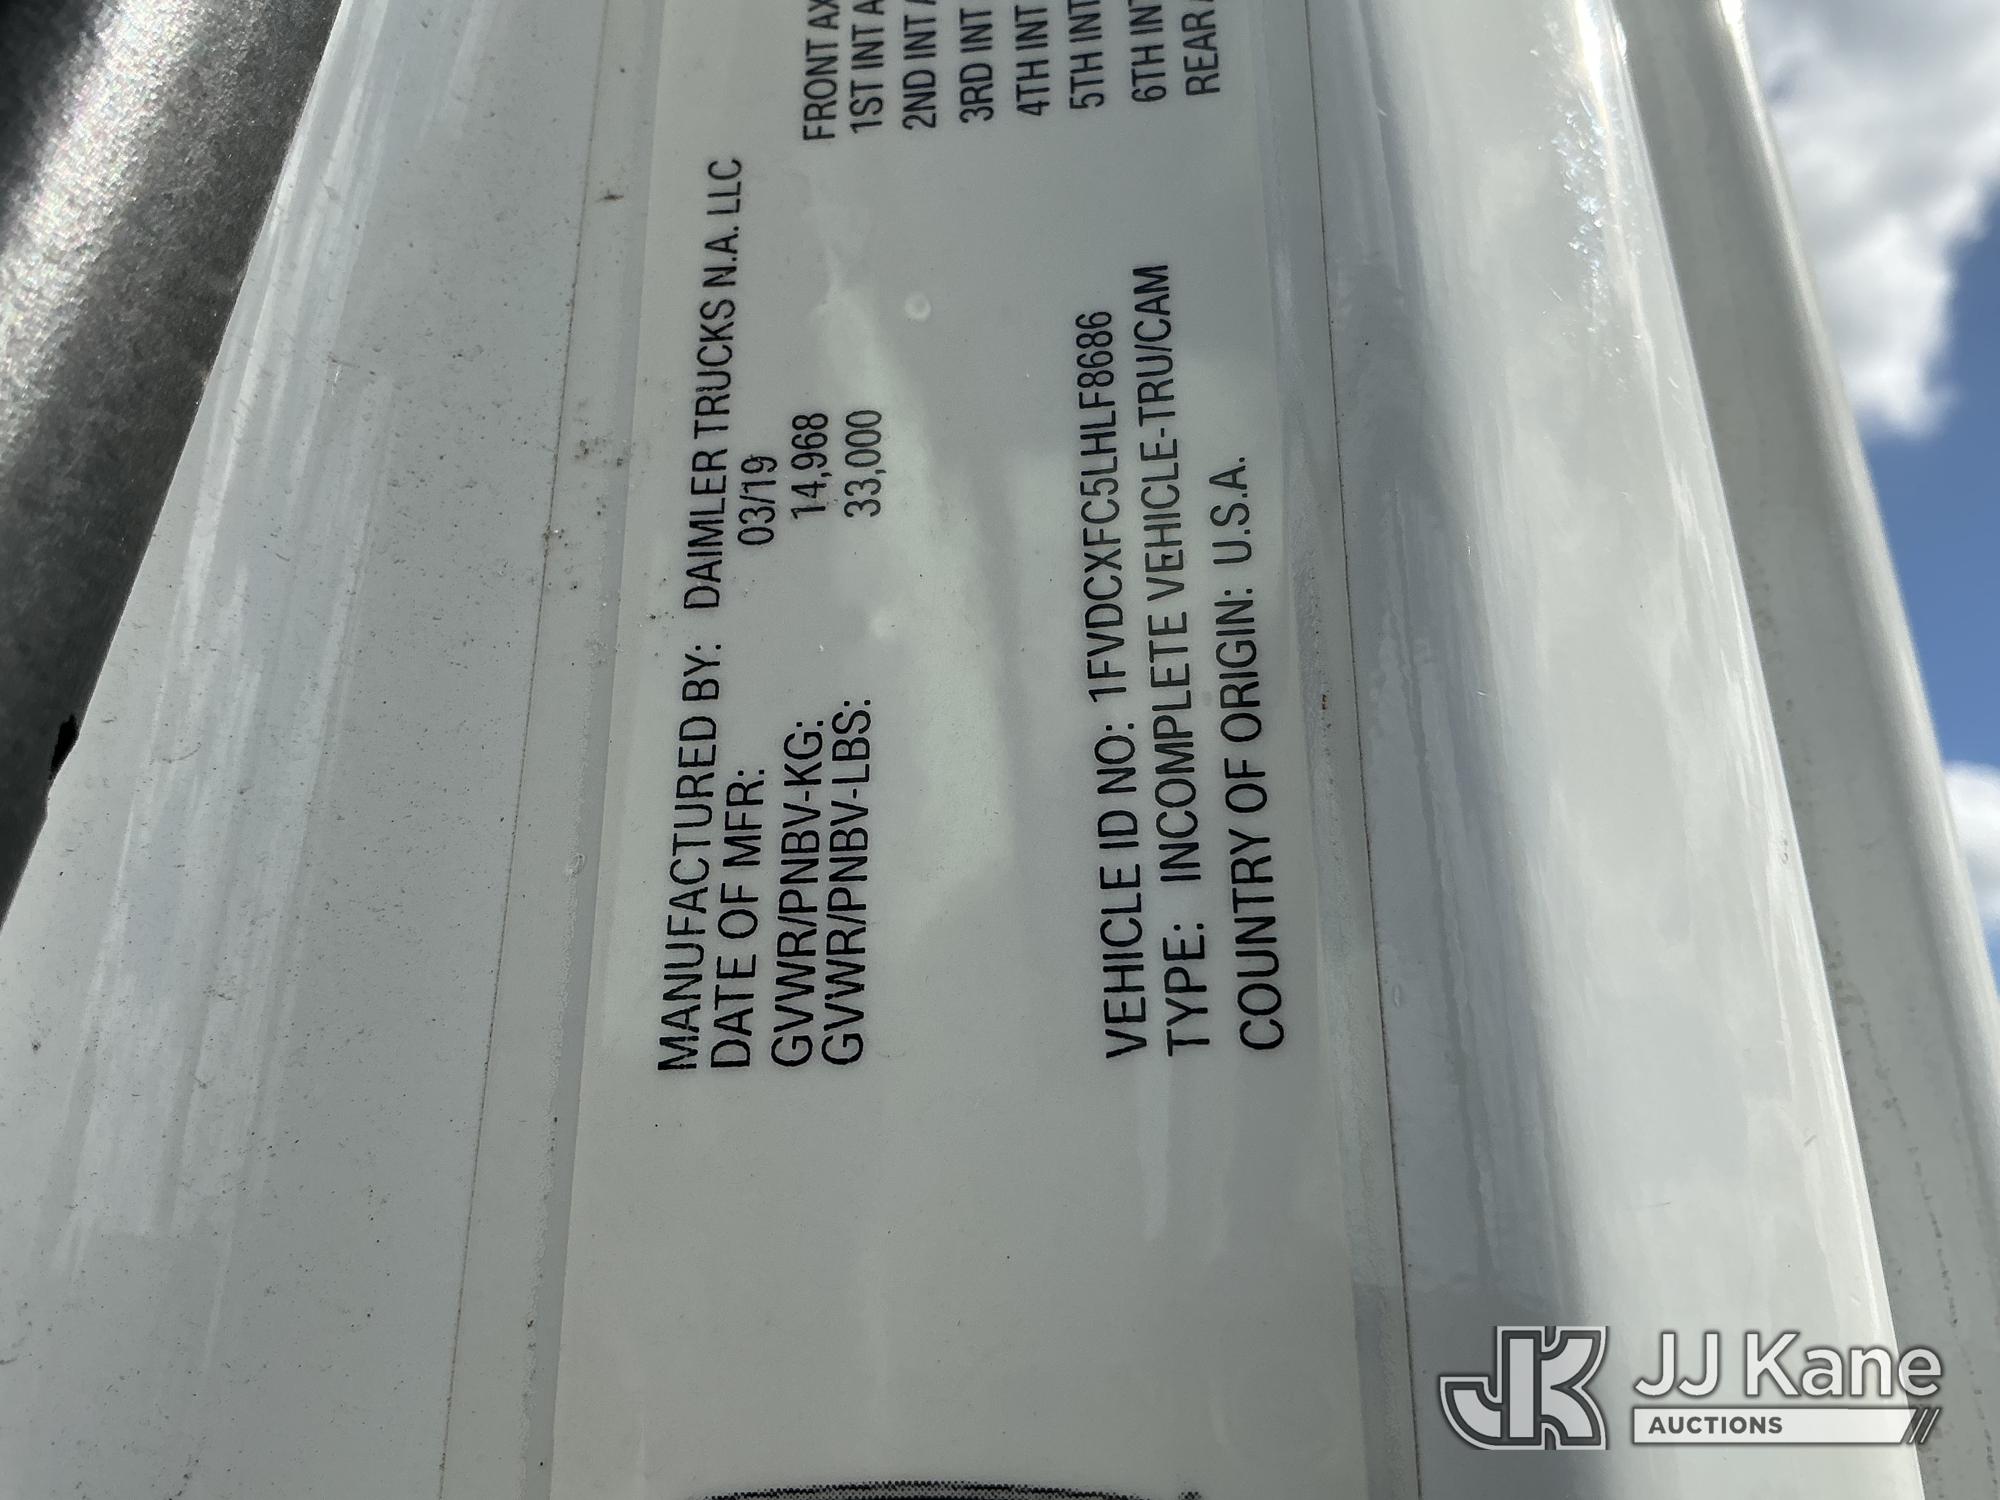 MANUFACTURED BY: DAIMLER TRUCKS N.A. LLC
DATE OF MFR: 03/19
GVWR/PNBV-KG: 14,968
GVWR/PNBV-LBS: 33,000
FRONT AX
1ST INT A
2ND INT A
3RD INT
4TH INT
5TH INT
6TH INT
REAR A
VEHICLE ID NO: 1FVDCXFC5LHLF8686
TYPE: INCOMPLETE VEHICLE-TRU/CAM
COUNTRY OF ORIGIN: U.S.A.
JK JJ Kane
AUCTIONS